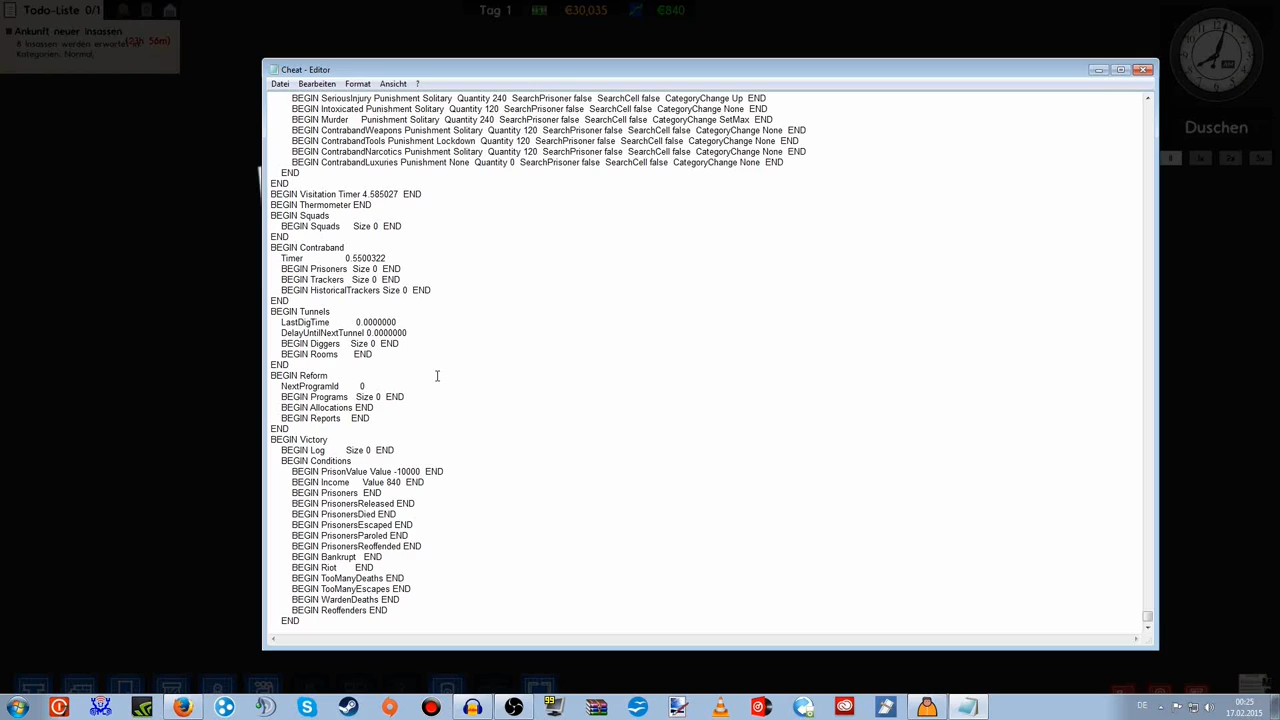 Todo-Liste 0/1
Tag 1
€30,035
€840
Ankunft neuer Insassen
8 Insassen werden erwartet
(23h 56m)
Kategorien: Normal,
Cheat - Editor
Datei Bearbeiten Format Ansicht ?
BEGIN SeriousInjury Punishment Solitary Quantity 240 SearchPrisoner false SearchCell false CategoryChange Up END
BEGIN Intoxicated Punishment Solitary Quantity 120 SearchPrisoner false SearchCell false CategoryChange None END
BEGIN Murder Punishment Solitary Quantity 240 SearchPrisoner false SearchCell false CategoryChange SetMax END
BEGIN ContrabandWeapons Punishment Solitary Quantity 120 SearchPrisoner false SearchCell false CategoryChange None END
BEGIN ContrabandTools Punishment Lockdown Quantity 120 SearchPrisoner false SearchCell false CategoryChange None END
BEGIN ContrabandNarcotics Punishment Solitary Quantity 120 SearchPrisoner false SearchCell false CategoryChange None END
BEGIN ContrabandLuxuries Punishment None Quantity 0 SearchPrisoner false SearchCell false CategoryChange None END
END
END
BEGIN Visitation Timer 4.585027 END
BEGIN Thermometer END
BEGIN Squads
BEGIN Squads Size 0 END
END
BEGIN Contraband
Timer 0.5500322
BEGIN Prisoners Size 0 END
BEGIN Trackers Size 0 END
BEGIN HistoricalTrackers Size 0 END
END
BEGIN Tunnels
LastDigTime 0.0000000
DelayUntilNextTunnel 0.0000000
BEGIN Diggers Size 0 END
BEGIN Rooms END
END
BEGIN Reform
NextProgramId 0
BEGIN Programs Size 0 END
BEGIN Allocations END
BEGIN Reports END
END
BEGIN Victory
BEGIN Log Size 0 END
BEGIN Conditions
BEGIN PrisonValue Value -10000 END
BEGIN Income Value 840 END
BEGIN Prisoners END
BEGIN PrisonersReleased END
BEGIN PrisonersDied END
BEGIN PrisonersEscaped END
BEGIN PrisonersParoled END
BEGIN PrisonersReoffended END
BEGIN Bankrupt END
BEGIN Riot END
BEGIN TooManyDeaths END
BEGIN TooManyEscapes END
BEGIN WardenDeaths END
BEGIN Reoffenders END
END
Duschen
99
DE
00:25
17.02.2015